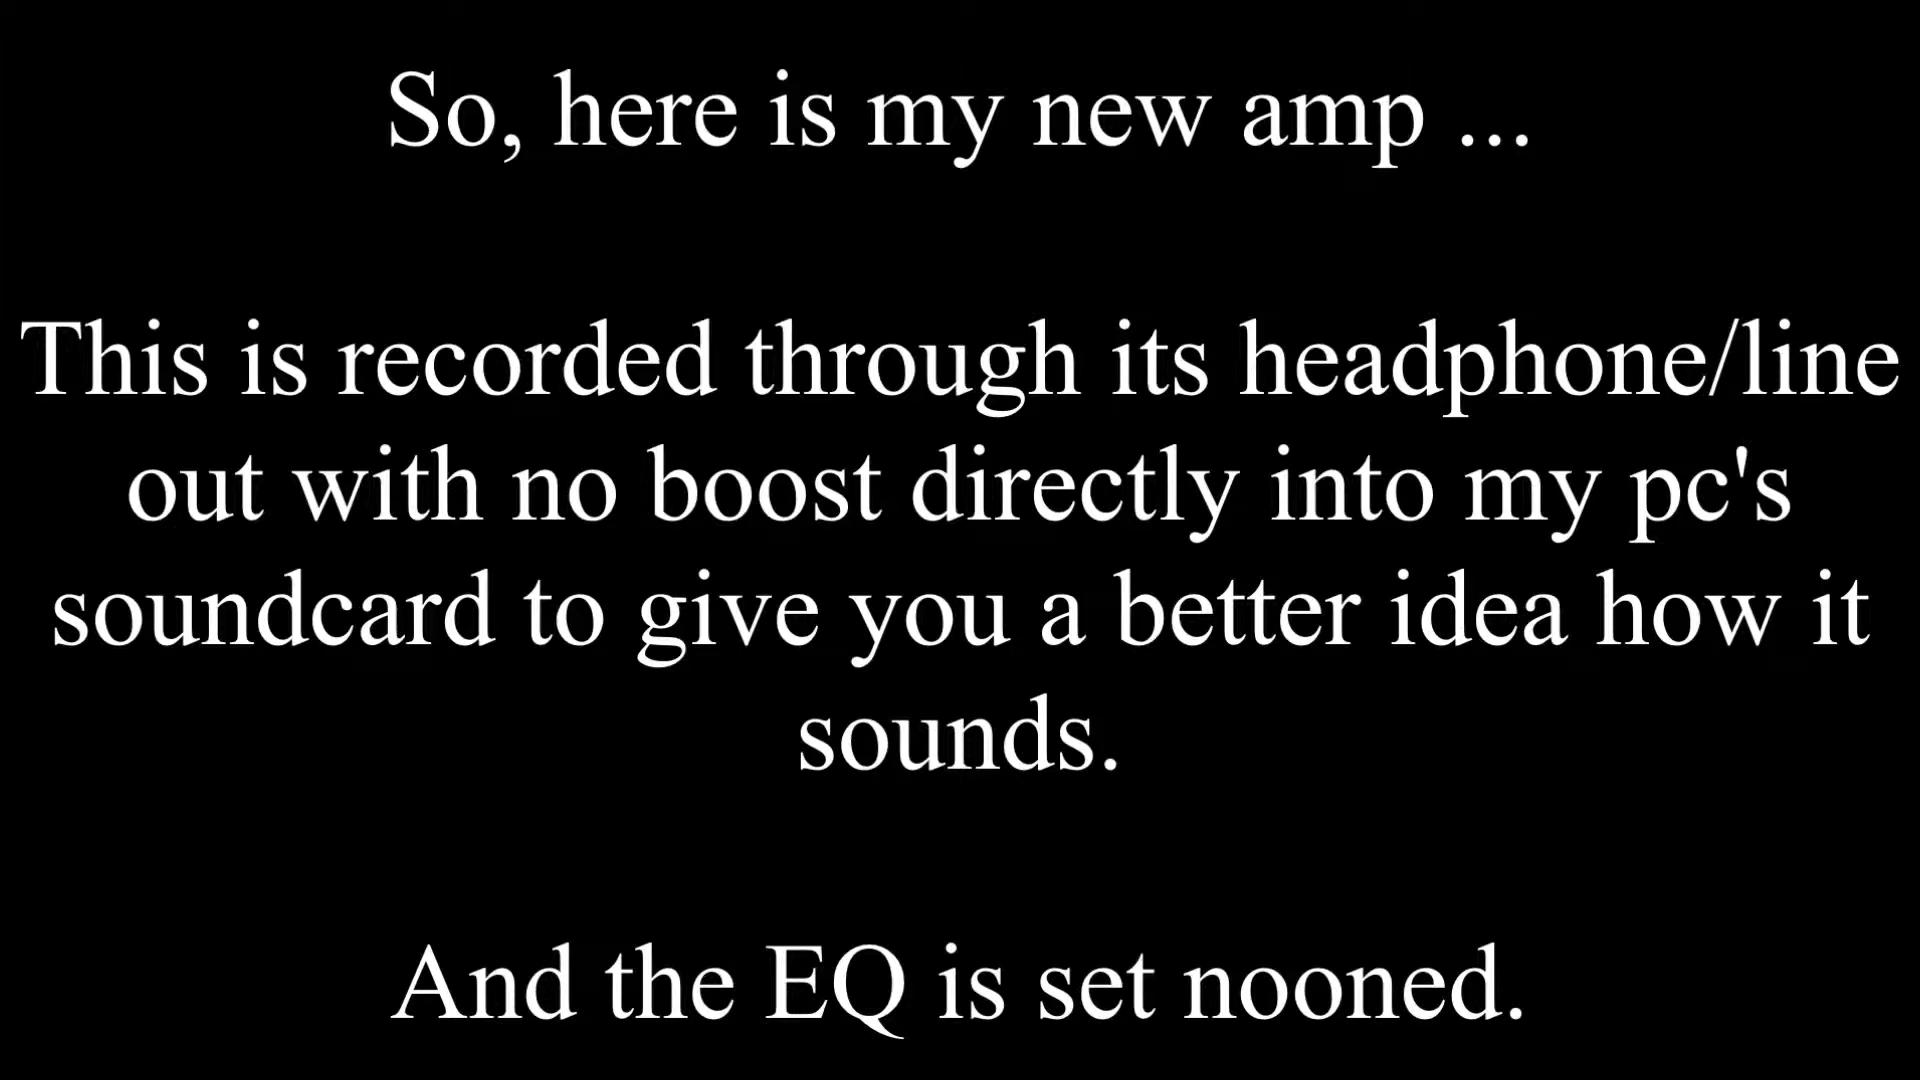 So, here is my new amp ...
This is recorded through its headphone/line
out with no boost directly into my pc's
soundcard to give you a better idea how it
sounds.
And the EQ is set nooned.